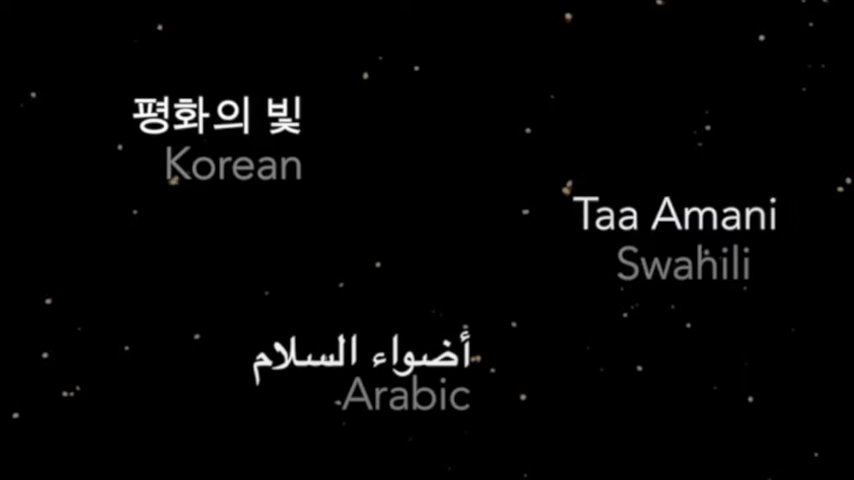 평화의 빛
Korean
Taa Amani
Swahili
أضواء السلام
Arabic